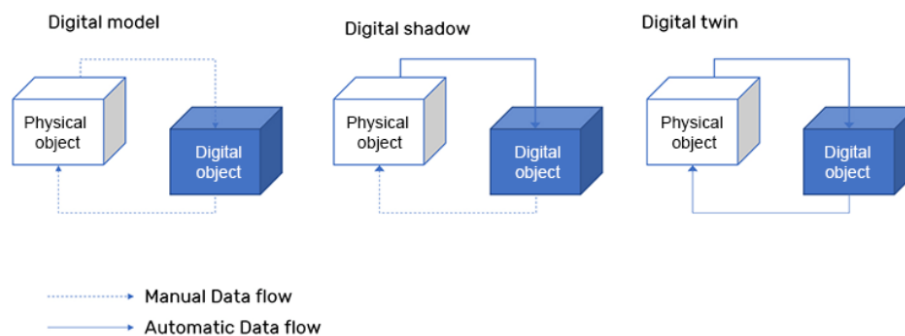 Digital model
Digital shadow
Digital twin
Physical
object
Digital
object
Physical
object
Digital
object
Physical
object
Digital
object
Manual Data flow
Automatic Data flow